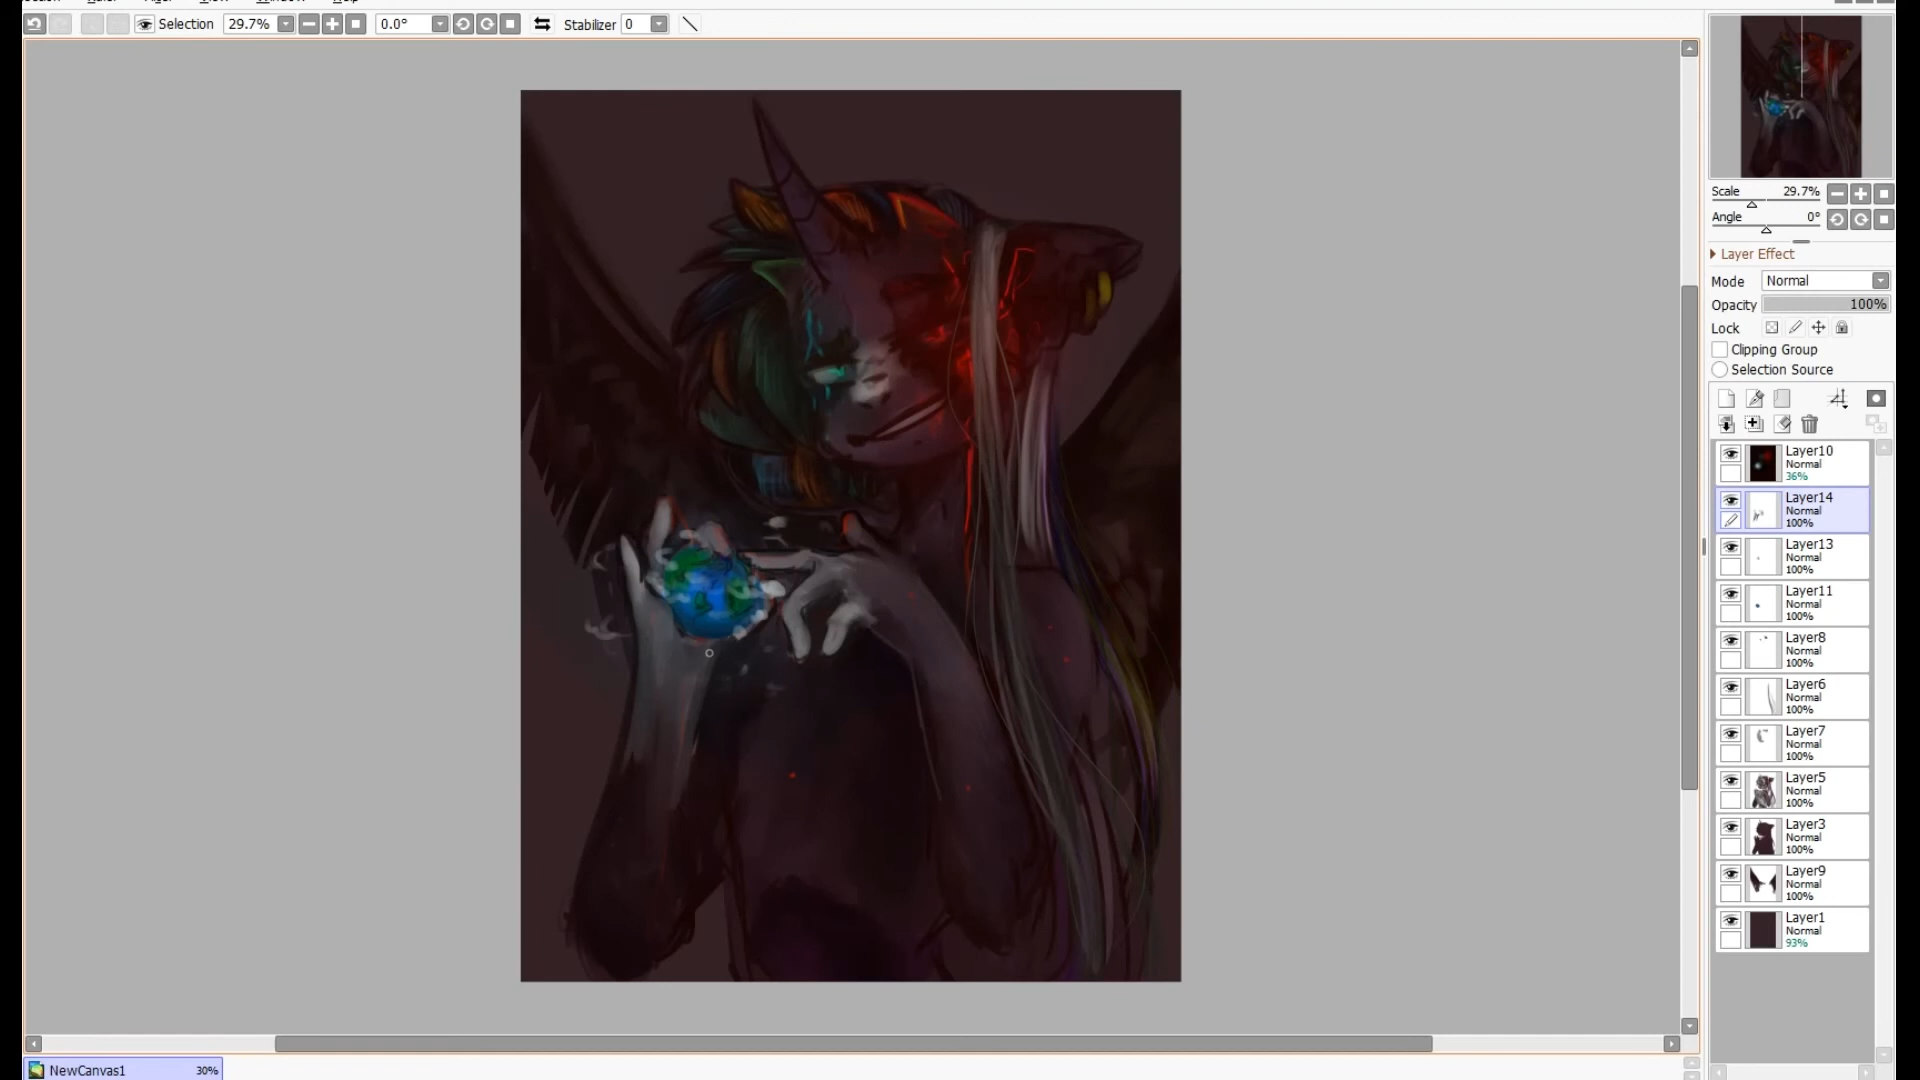 Selection 29.7% 0.0° Stabilizer 0
Scale 29.7%
Angle 0°
Layer Effect
Mode Normal
Opacity 100%
Lock
Clipping Group
Selection Source
Layer10
Normal
36%
Layer14
Normal
100%
Layer13
Normal
100%
Layer11
Normal
100%
Layer8
Normal
100%
Layer6
Normal
100%
Layer7
Normal
100%
Layer5
Normal
100%
Layer3
Normal
100%
Layer9
Normal
100%
Layer1
Normal
93%
NewCanvas1 30%